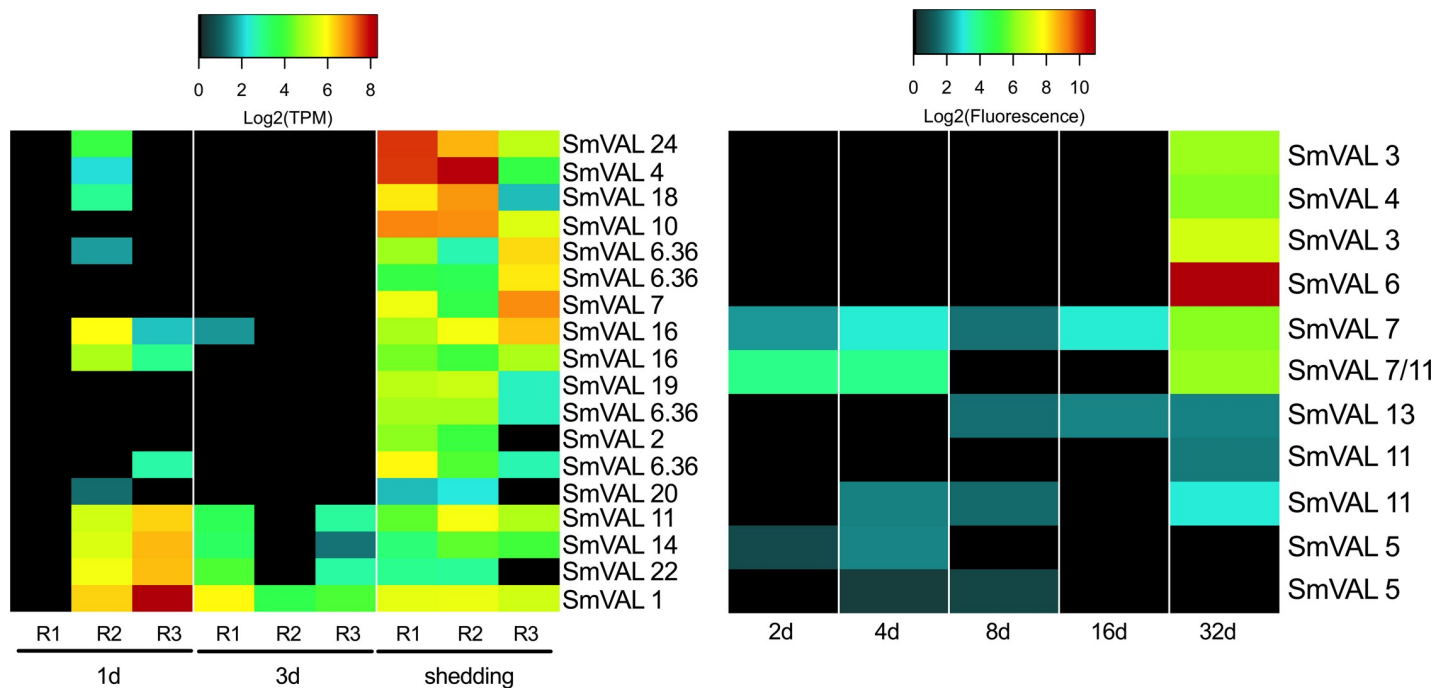 0 2 4 6 8
Log2(TPM)
SmVAL 24
SmVAL 4
SmVAL 18
SmVAL 10
SmVAL 6.36
SmVAL 6.36
SmVAL 7
SmVAL 16
SmVAL 16
SmVAL 19
SmVAL 6.36
SmVAL 2
SmVAL 6.36
SmVAL 20
SmVAL 11
SmVAL 14
SmVAL 22
SmVAL 1
R1 R2 R3 R1 R2 R3 R1 R2 R3
1d 3d shedding
0 2 4 6 8 10
Log2(Fluorescence)
SmVAL 3
SmVAL 4
SmVAL 3
SmVAL 6
SmVAL 7
SmVAL 7/11
SmVAL 13
SmVAL 11
SmVAL 11
SmVAL 5
SmVAL 5
2d 4d 8d 16d 32d